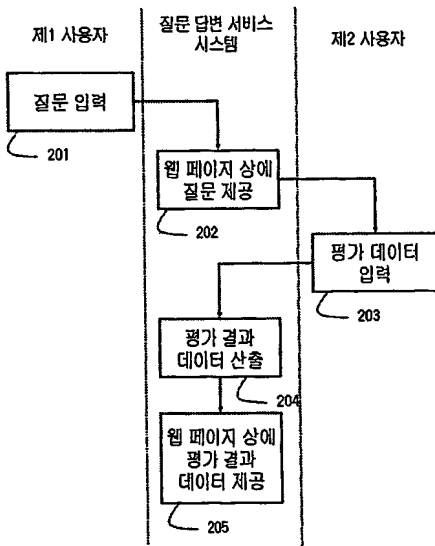 제1 사용자
질문 답변 서비스
시스템
제2 사용자
질문 입력
201
웹 페이지 상에
질문 제공
202
평가 데이터
입력
203
평가 결과
데이터 산출
204
웹 페이지 상에
평가 결과
데이터 제공
205